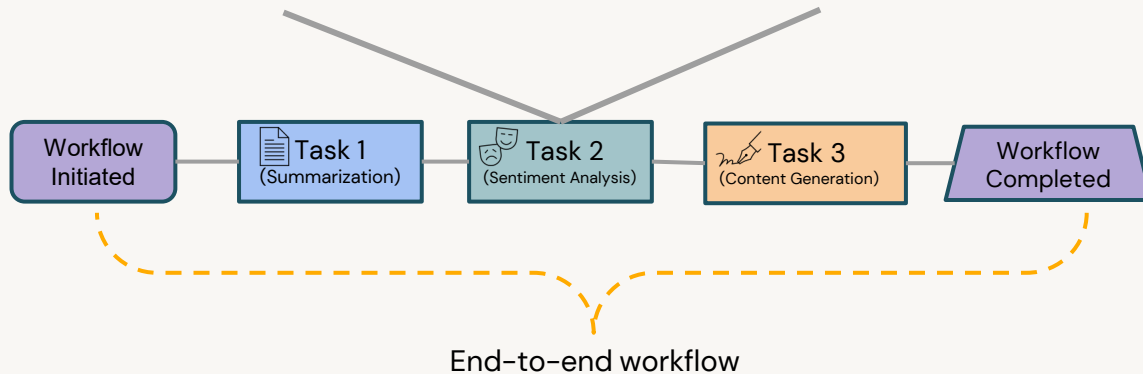 Workflow
Initiated
Task 1
(Summarization)
Task 2
(Sentiment Analysis)
Task 3
(Content Generation)
Workflow
Completed
End-to-end workflow